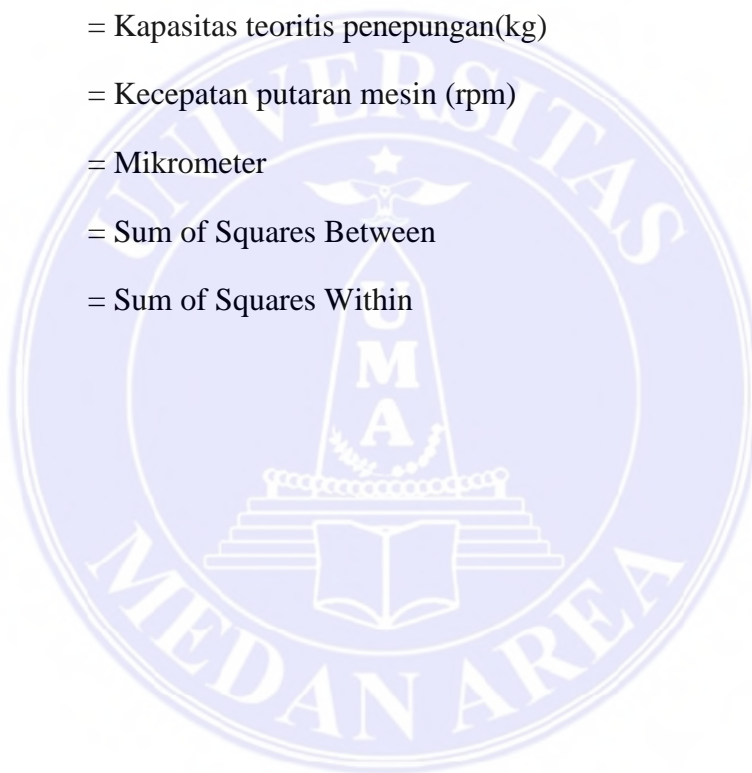 = Kapasitas teoritis penepungan(kg)
= Kecepatan putaran mesin (rpm)
= Mikrometer
= Sum of Squares Between
= Sum of Squares Within
UNIVERSITAS
UMA
MEDAN AREA